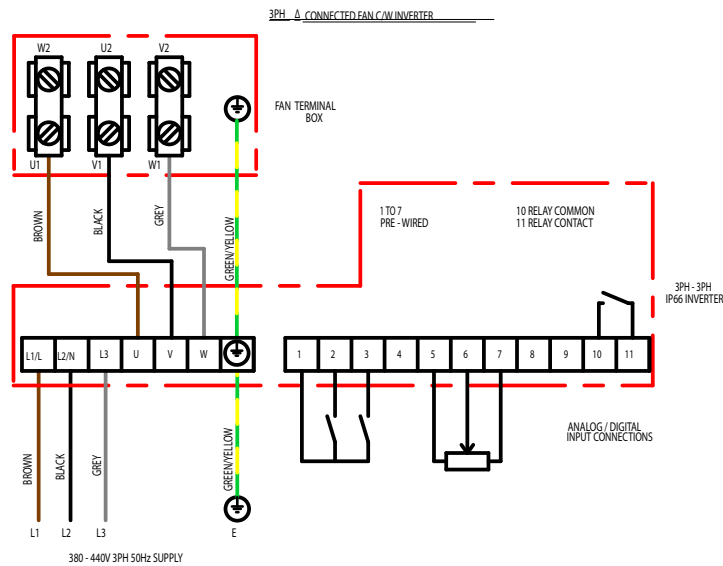 3PH Δ CONNECTED FAN C/W INVERTER
W2 U2 V2
FAN TERMINAL
BOX
U1 V1 W1
BROWN
BLACK
GREY
GREEN/YELLOW
1 TO 7
PRE - WIRED
10 RELAY COMMON
11 RELAY CONTACT
3PH - 3PH
IP66 INVERTER
L1/L L2/N L3 U V W
1 2 3 4 5 6 7 8 9 10 11
ANALOG / DIGITAL
INPUT CONNECTIONS
BROWN
BLACK
GREY
GREEN/YELLOW
L1 L2 L3 E
380 - 440V 3PH 50Hz SUPPLY